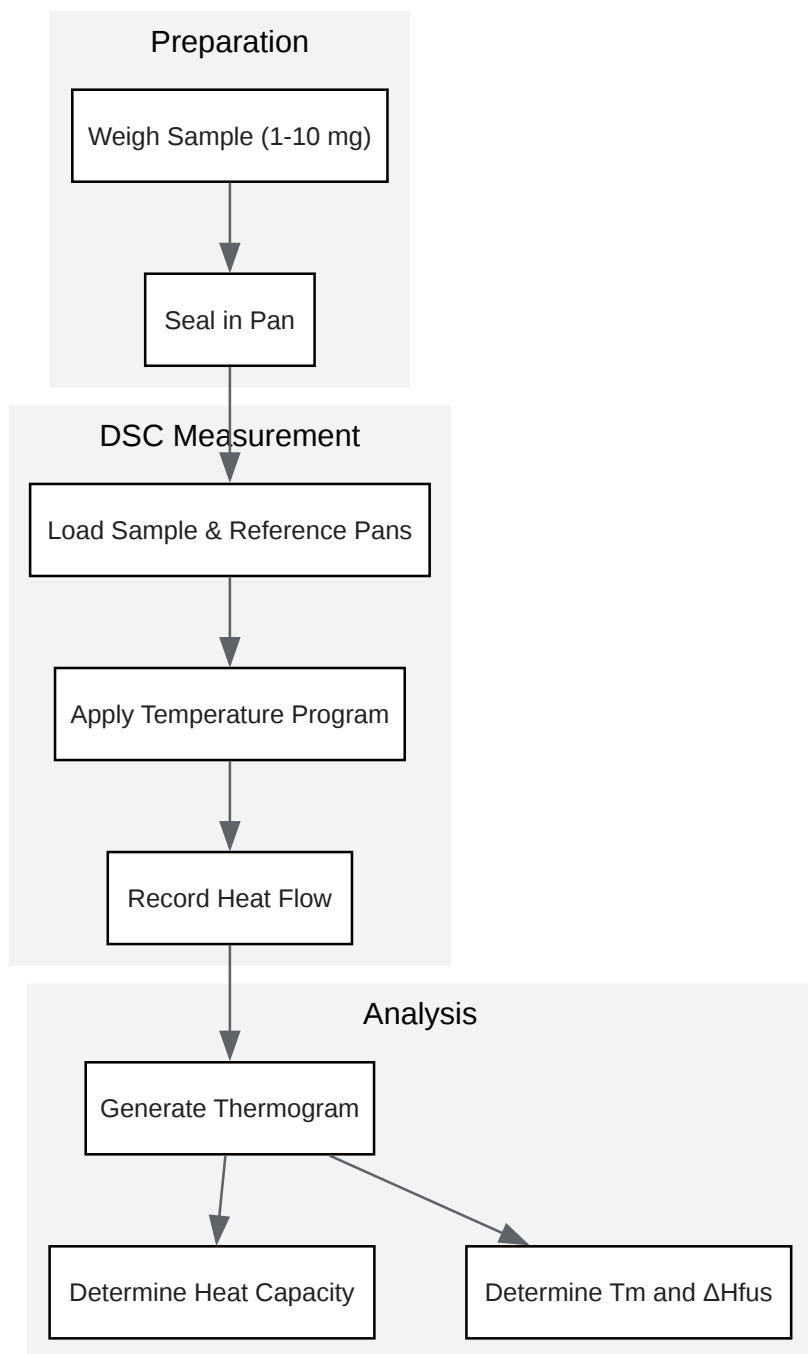 Preparation
Weigh Sample (1-10 mg)
Seal in Pan
DSC Measurement
Load Sample & Reference Pans
Apply Temperature Program
Record Heat Flow
Analysis
Generate Thermogram
Determine Heat Capacity
Determine Tm and ΔHfus